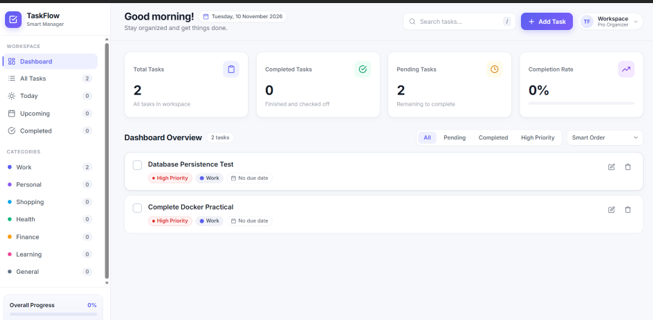 TaskFlow
Smart Manager
WORKSPACE
Dashboard
All Tasks 2
Today 0
Upcoming 0
Completed 0
CATEGORIES
Work 2
Personal 0
Shopping 0
Health 0
Finance 0
Learning 0
General 0
Overall Progress 0%
Good morning! Tuesday, 10 November 2026
Stay organized and get things done.
Search tasks... /
+ Add Task
TF
Workspace
Pro Organizer
Total Tasks
2
All tasks in workspace
Completed Tasks
0
Finished and checked off
Pending Tasks
2
Remaining to complete
Completion Rate
0%
Dashboard Overview 2 tasks
All Pending Completed High Priority Smart Order
Database Persistence Test
High Priority Work No due date
Complete Docker Practical
High Priority Work No due date